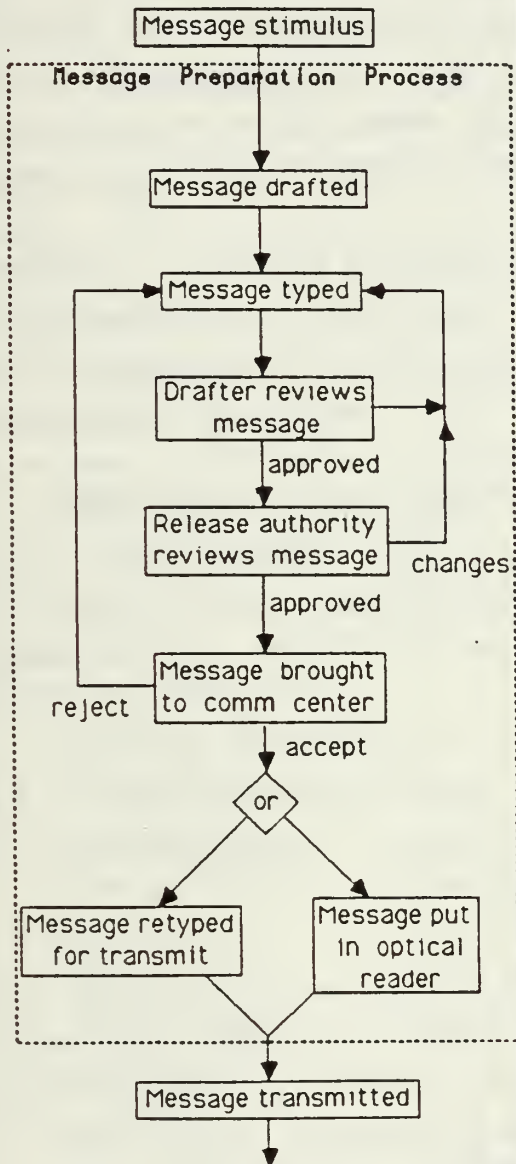 Message stimulus
Message Preparation Process
Message drafted
Message typed
Drafter reviews
message
approved
Release authority
reviews message
changes
approved
Message brought
to comm center
reject
accept
or
Message retyped
for transmit
Message put
in optical
reader
Message transmitted